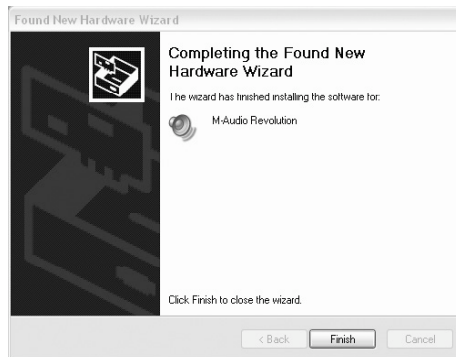 Found New Hardware Wizard
Completing the Found New
Hardware Wizard
The wizard has finished installing the software for:
M-Audio Revolution
Click Finish to close the wizard.
< Back
Finish
Cancel